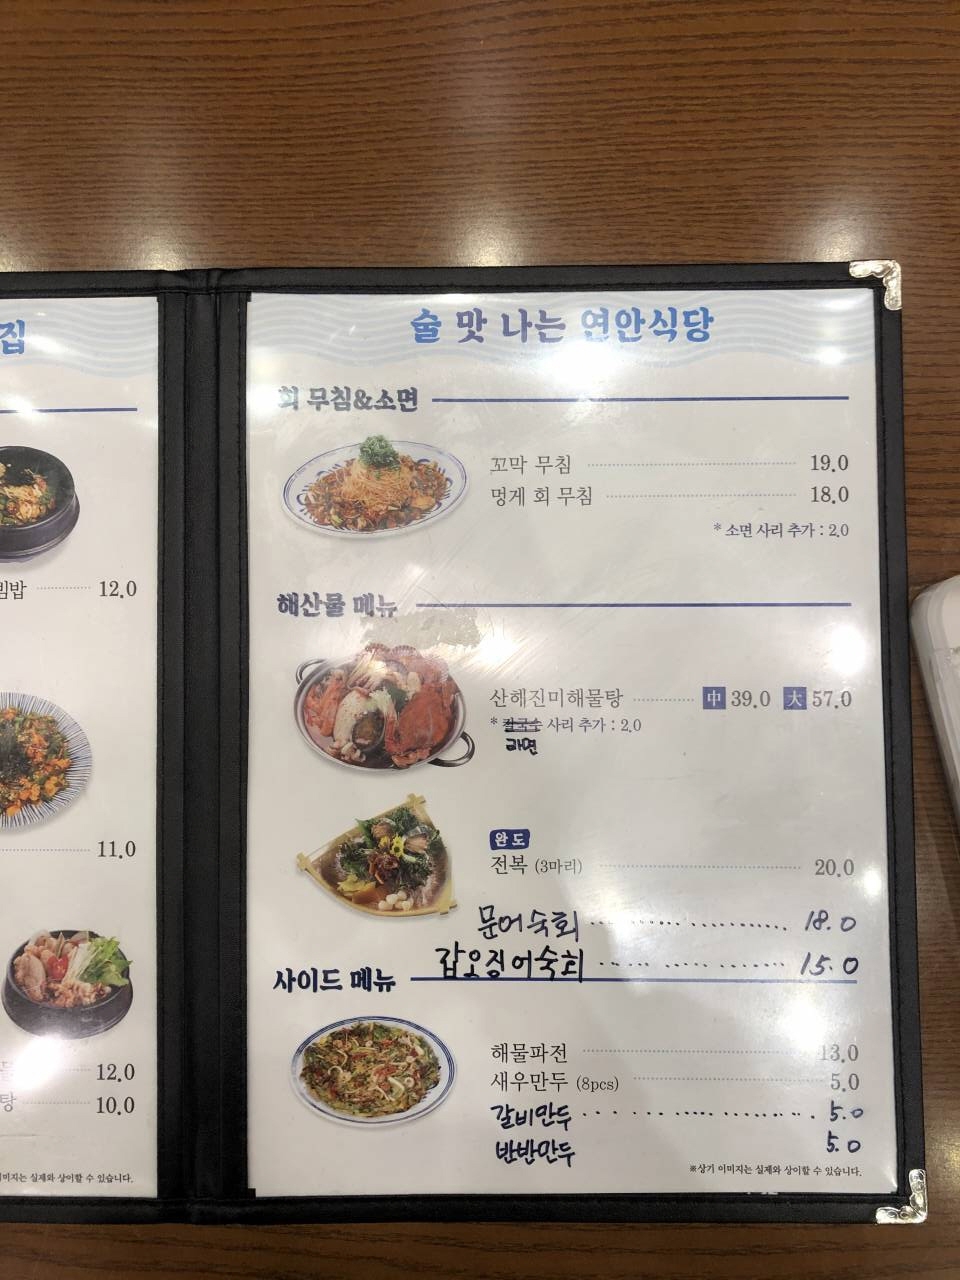 집
빔밥 12.0
11.0
12.0
탕 10.0
미지는 실제와 상이할 수 있습니다.
술 맛 나는 연안식당
회 무침&소면
꼬막 무침 19.0
멍게 회 무침 18.0
* 소면 사리 추가 : 2.0
해산물 메뉴
산해진미해물탕 中 39.0 大 57.0
* 칼국수 사리 추가 : 2.0
라면
완도
전복 (3마리) 20.0
문어숙회 18.0
갑오징어숙회 15.0
사이드 메뉴
해물파전 13.0
새우만두 (8pcs) 5.0
갈비만두 5.0
반반만두 5.0
※상기 이미지는 실제와 상이할 수 있습니다.